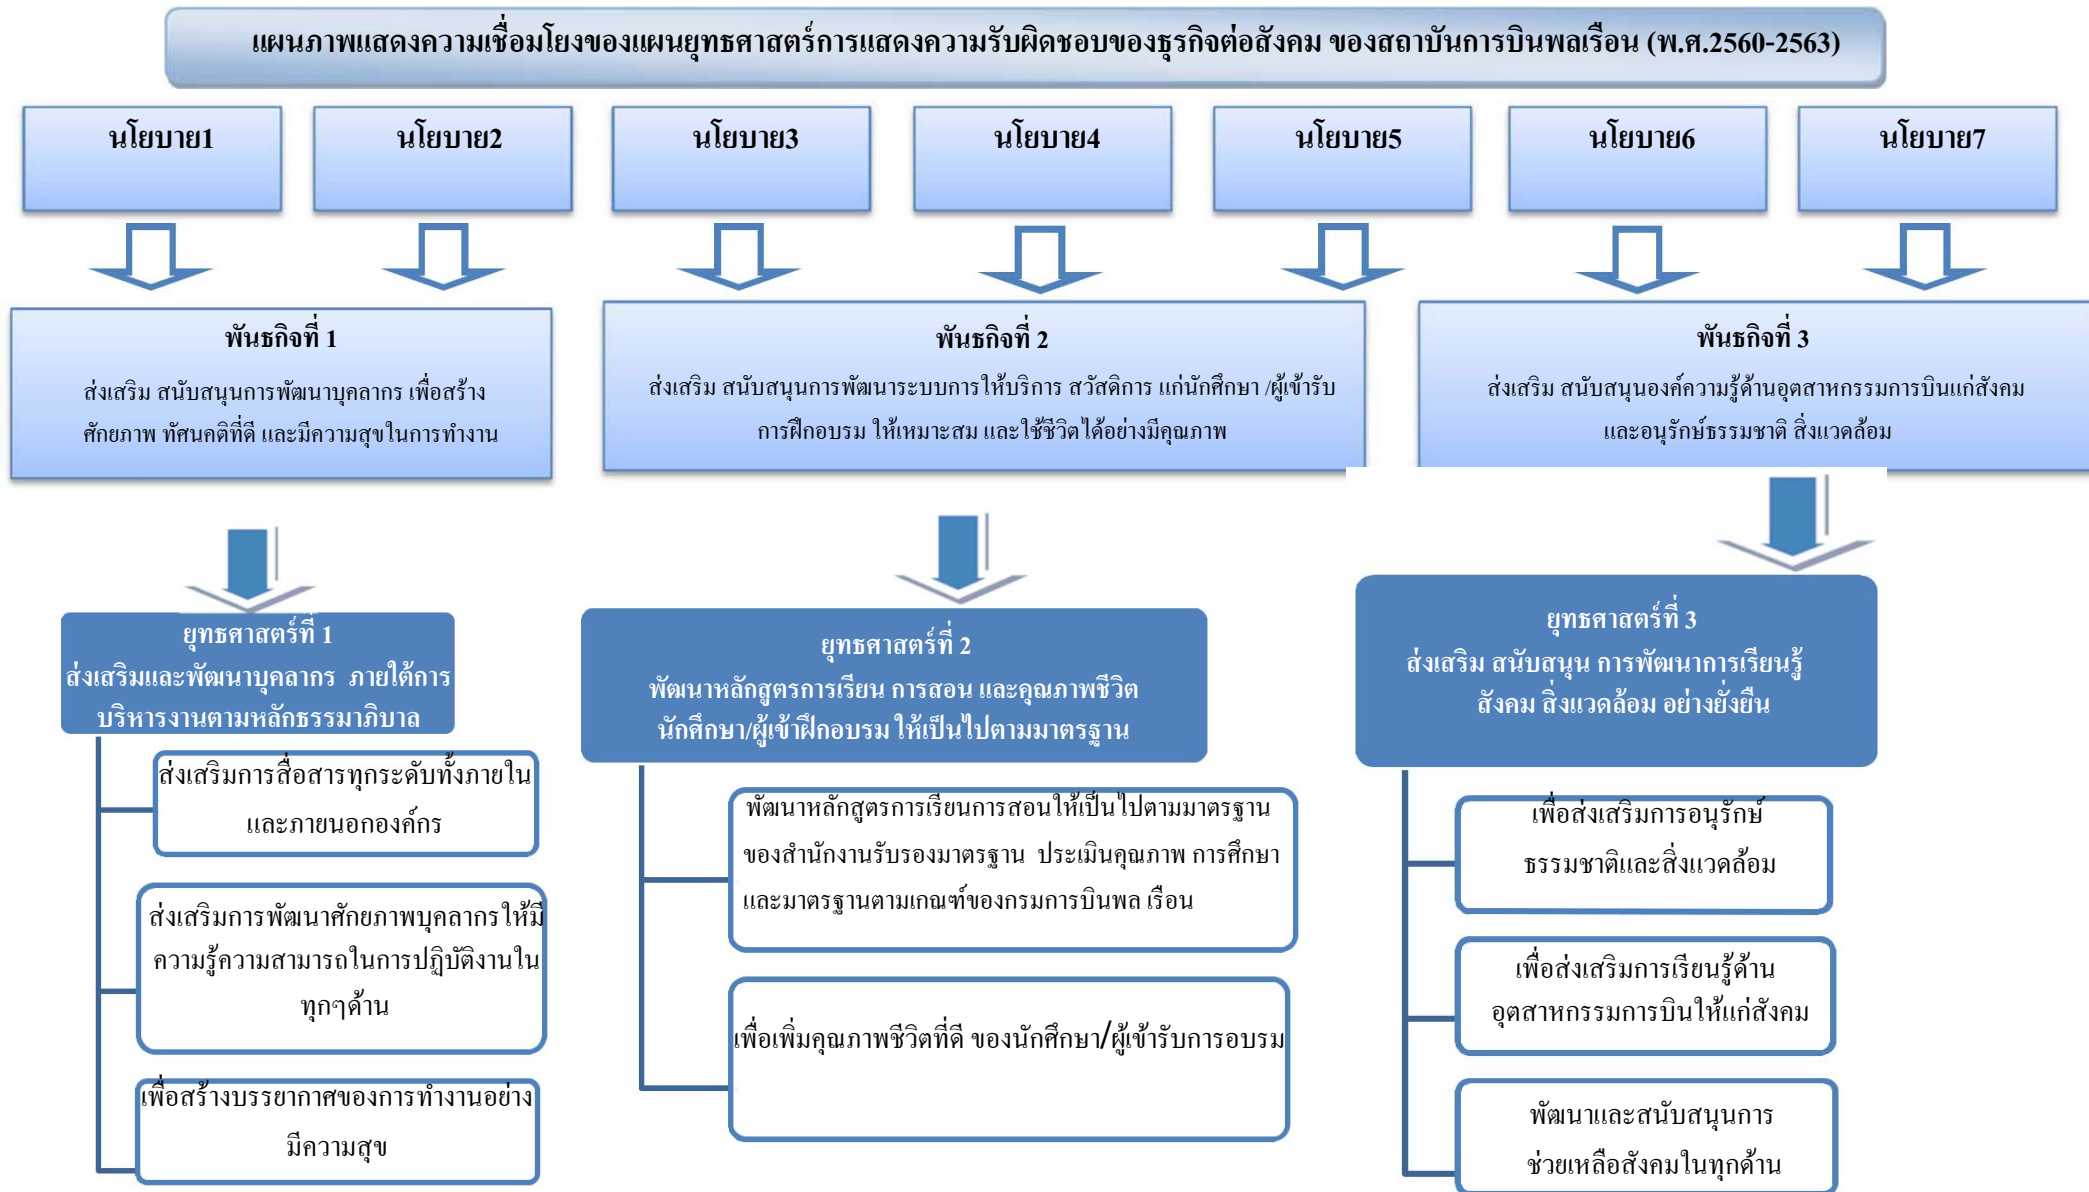 แผนภาพแสดงความเชื่อมโยงของแผนยุทธศาสตร์การแสดงความรับผิดชอบของธุรกิจต่อสังคม ของสถาบันการบินพลเรือน (พ.ศ.2560-2563)
นโยบาย1
นโยบาย2
นโยบาย3
นโยบาย4
นโยบาย5
นโยบาย6
นโยบาย7
พันธกิจที่ 1
ส่งเสริม สนับสนุนการพัฒนาบุคลากร เพื่อสร้าง
ศักยภาพ ทัศนคติที่ดี และมีความสุขในการทำงาน
พันธกิจที่ 2
ส่งเสริม สนับสนุนการพัฒนาระบบการให้บริการ สวัสดิการ แก่นักศึกษา /ผู้เข้ารับ
การฝึกอบรม ให้เหมาะสม และใช้ชีวิตได้อย่างมีคุณภาพ
พันธกิจที่ 3
ส่งเสริม สนับสนุนองค์ความรู้ด้านอุตสาหกรรมการบินแก่สังคม
และอนุรักษ์ธรรมชาติ สิ่งแวดล้อม
ยุทธศาสตร์ที่ 1
ส่งเสริมและพัฒนาบุคลากร ภายใต้การ
บริหารงานตามหลักธรรมาภิบาล
ส่งเสริมการสื่อสารทุกระดับทั้งภายใน
และภายนอกองค์กร
ส่งเสริมการพัฒนาศักยภาพบุคลากรให้มี
ความรู้ความสามารถในการปฏิบัติงานใน
ทุกๆด้าน
เพื่อสร้างบรรยากาศของการทำงานอย่าง
มีความสุข
ยุทธศาสตร์ที่ 2
พัฒนาหลักสูตรการเรียน การสอน และคุณภาพชีวิต
นักศึกษา/ผู้เข้าฝึกอบรม ให้เป็นไปตามมาตรฐาน
พัฒนาหลักสูตรการเรียนการสอนให้เป็นไปตามมาตรฐาน
ของสำนักงานรับรองมาตรฐาน ประเมินคุณภาพ การศึกษา
และมาตรฐานตามเกณฑ์ของกรมการบินพล เรือน
เพื่อเพิ่มคุณภาพชีวิตที่ดี ของนักศึกษา/ผู้เข้ารับการอบรม
ยุทธศาสตร์ที่ 3
ส่งเสริม สนับสนุน การพัฒนาการเรียนรู้
สังคม สิ่งแวดล้อม อย่างยั่งยืน
เพื่อส่งเสริมการอนุรักษ์
ธรรมชาติและสิ่งแวดล้อม
เพื่อส่งเสริมการเรียนรู้ด้าน
อุตสาหกรรมการบินให้แก่สังคม
พัฒนาและสนับสนุนการ
ช่วยเหลือสังคมในทุกด้าน